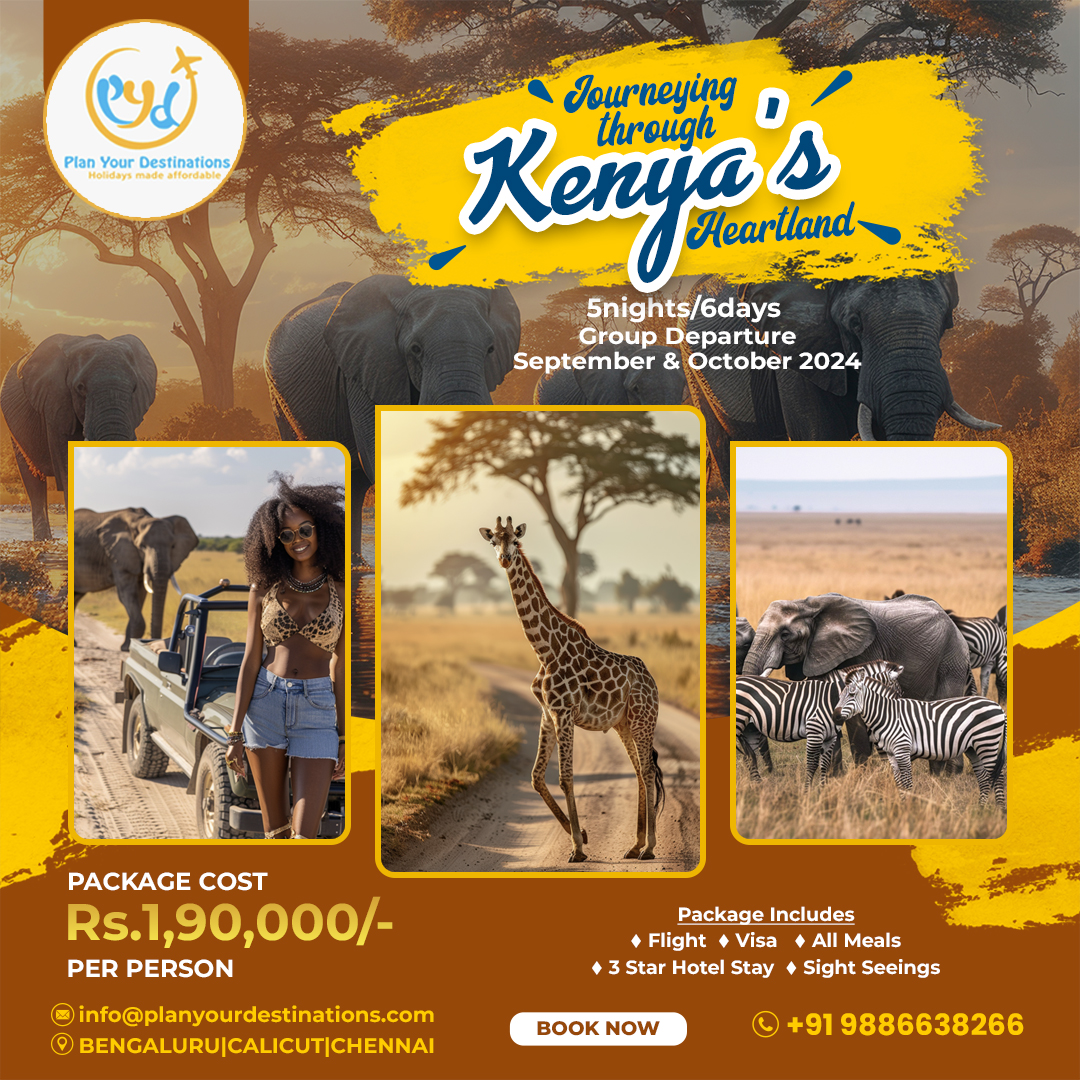 pyd
Plan Your Destinations
Holidays made affordable
Journeying
through
Kenya's
Heartland
5nights/6days
Group Departure
September & October 2024
PACKAGE COST
Rs.1,90,000/-
PER PERSON
Package Includes
♦ Flight ♦ Visa ♦ All Meals
♦ 3 Star Hotel Stay ♦ Sight Seeings
info@planyourdestinations.com
BENGALURU|CALICUT|CHENNAI
BOOK NOW
+91 9886638266